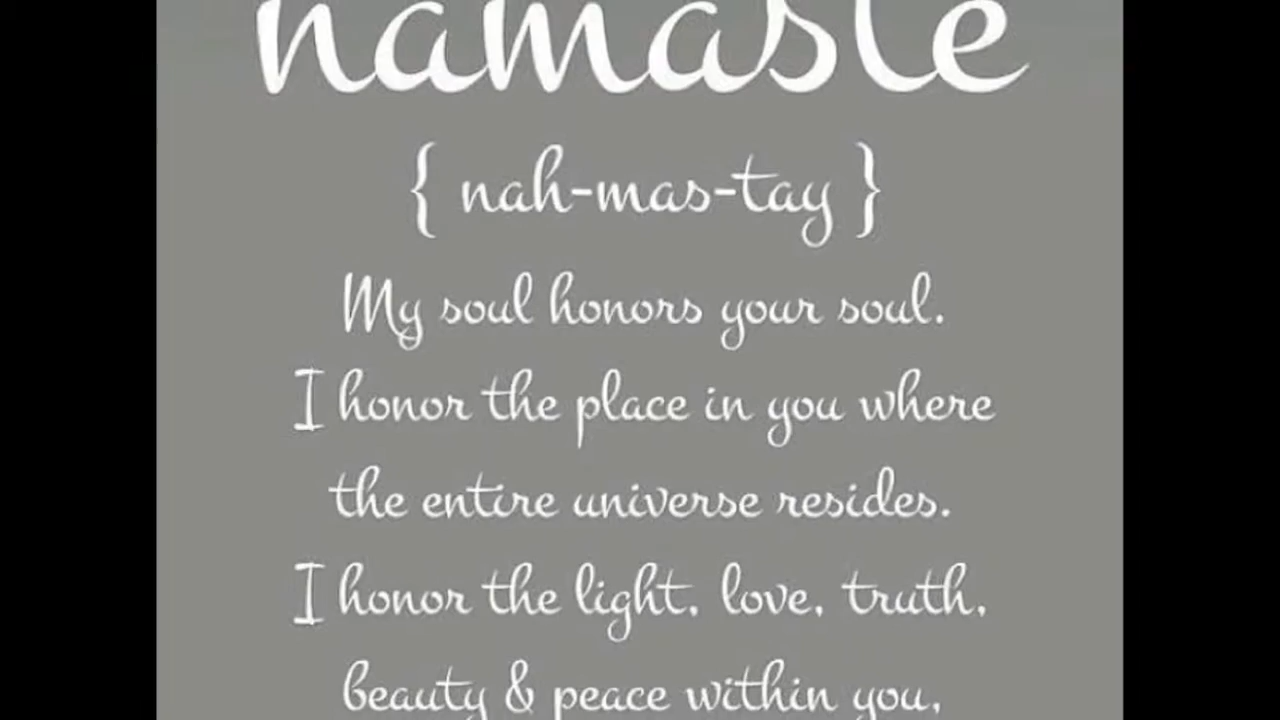 namaste
{ nah-mas-tay }
My soul honors your soul.
I honor the place in you where
the entire universe resides.
I honor the light, love, truth,
beauty & peace within you,